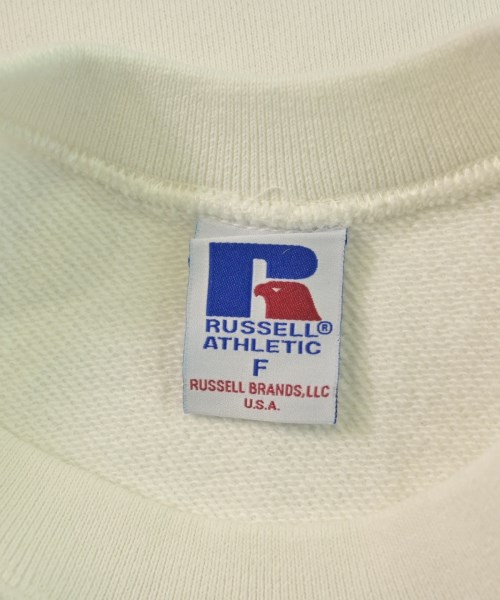 R
RUSSELL®
ATHLETIC
F
RUSSELL BRANDS,LLC
U.S.A.